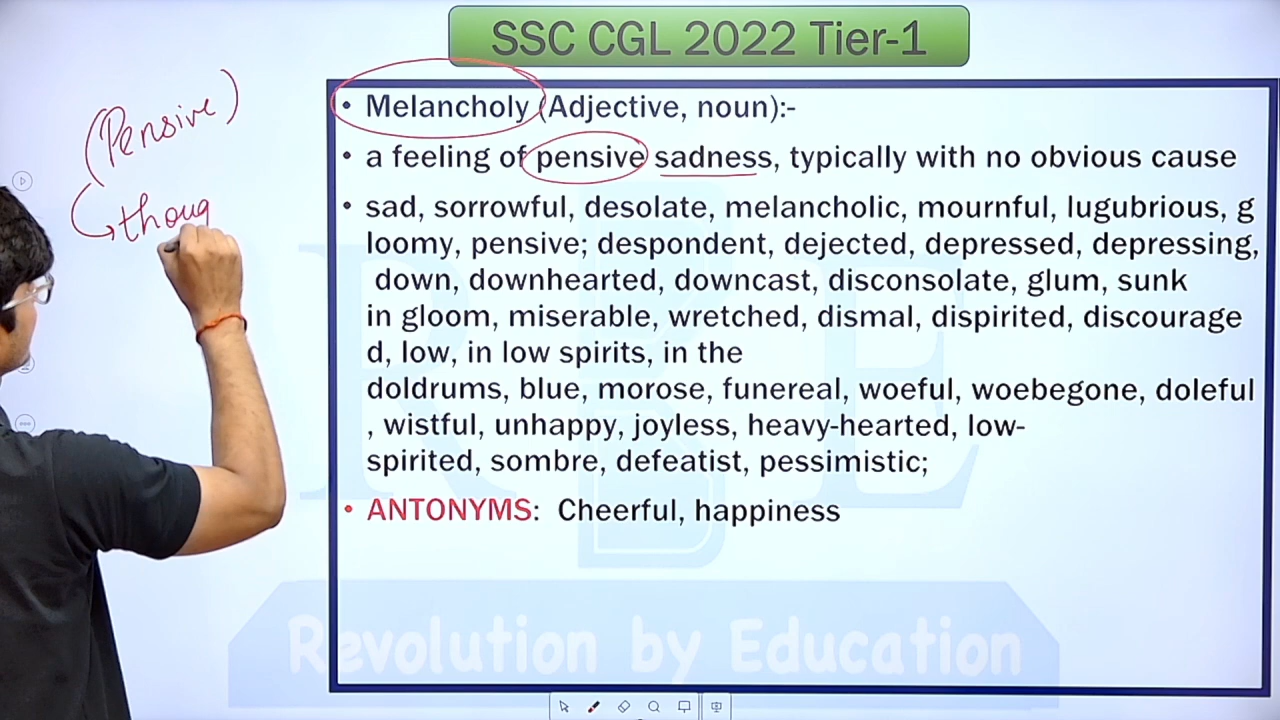 SSC CGL 2022 Tier-1
(Pensive)
thoug
• Melancholy (Adjective, noun):-
• a feeling of pensive sadness, typically with no obvious cause
• sad, sorrowful, desolate, melancholic, mournful, lugubrious, g
loomy, pensive; despondent, dejected, depressed, depressing,
down, downhearted, downcast, disconsolate, glum, sunk
in gloom, miserable, wretched, dismal, dispirited, discourage
d, low, in low spirits, in the
doldrums, blue, morose, funereal, woeful, woebegone, doleful
, wistful, unhappy, joyless, heavy-hearted, low-
spirited, sombre, defeatist, pessimistic;
• ANTONYMS: Cheerful, happiness
RBE
Revolution by Education